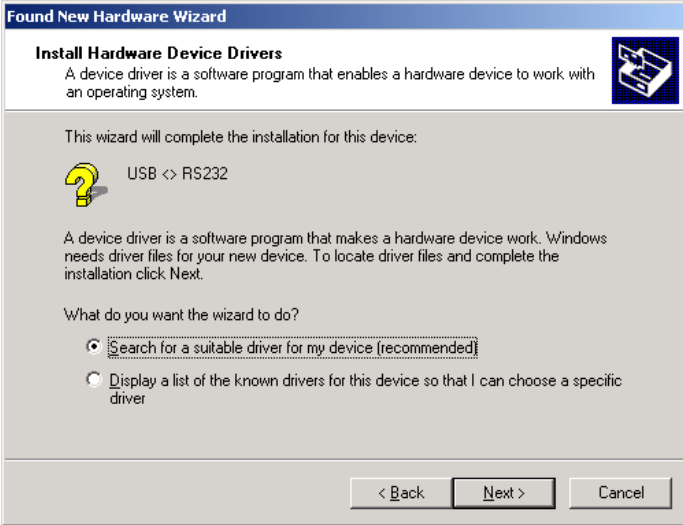 Found New Hardware Wizard
Install Hardware Device Drivers
A device driver is a software program that enables a hardware device to work with
an operating system.
This wizard will complete the installation for this device:
USB <> RS232
A device driver is a software program that makes a hardware device work. Windows
needs driver files for your new device. To locate driver files and complete the
installation click Next.
What do you want the wizard to do?
Search for a suitable driver for my device (recommended)
Display a list of the known drivers for this device so that I can choose a specific
driver
< Back
Next >
Cancel